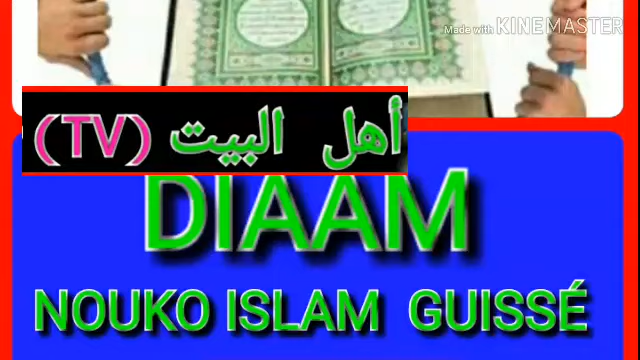 Made with KINEMASTER
أهل البيت (TV)
DIAAM
NOUKO ISLAM GUISSÉ